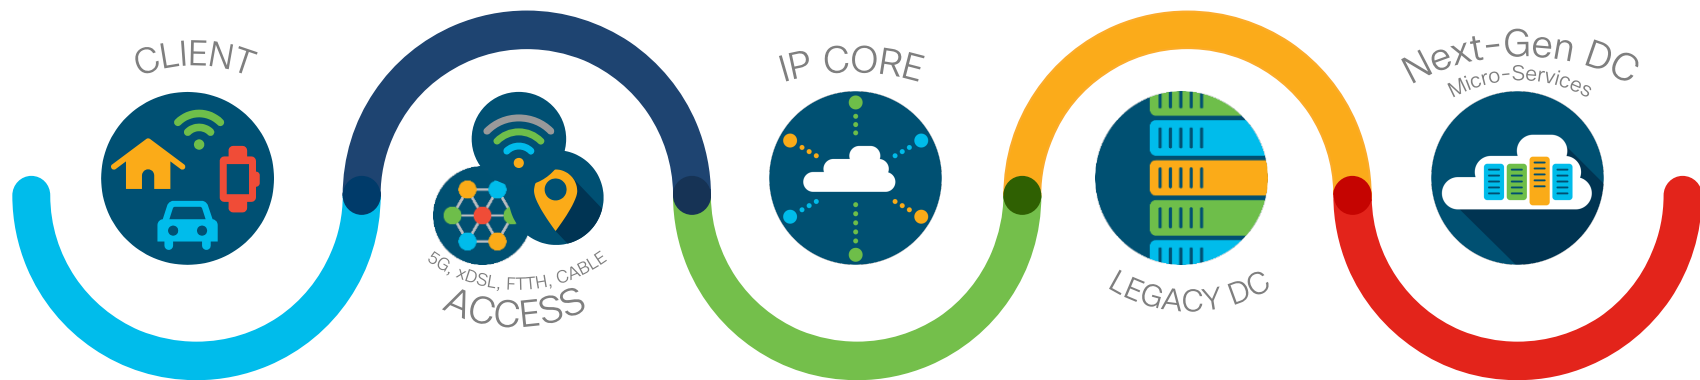 CLIENT
5G, xDSL, FTTH, CABLE
ACCESS
IP CORE
LEGACY DC
Next-Gen DC
Micro-Services